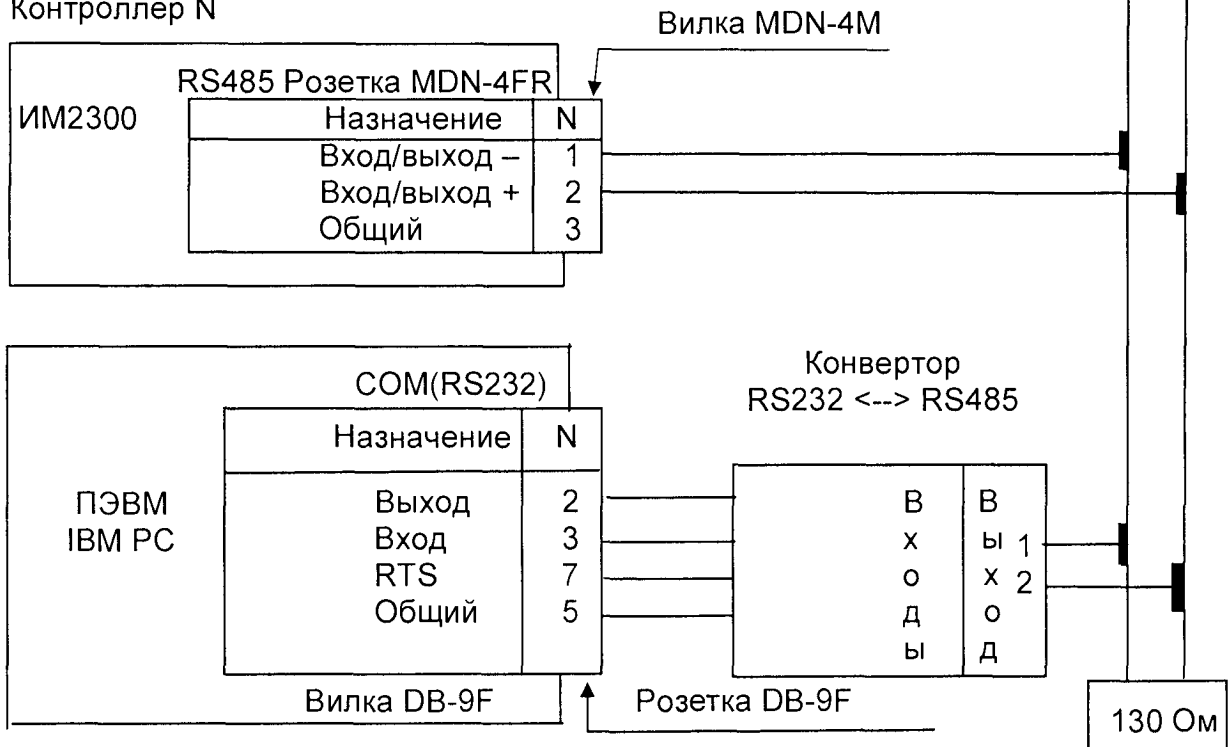 Контроллер N
Вилка MDN-4M
RS485 Розетка MDN-4FR
ИМ2300
Назначение N
Вход/выход – 1
Вход/выход + 2
Общий 3
COM(RS232)
Конвертор
RS232 <--> RS485
Назначение N
ПЭВМ
IBM PC
Выход 2
Вход 3
RTS 7
Общий 5
Входы
Выход
1
2
Вилка DB-9F
Розетка DB-9F
130 Ом